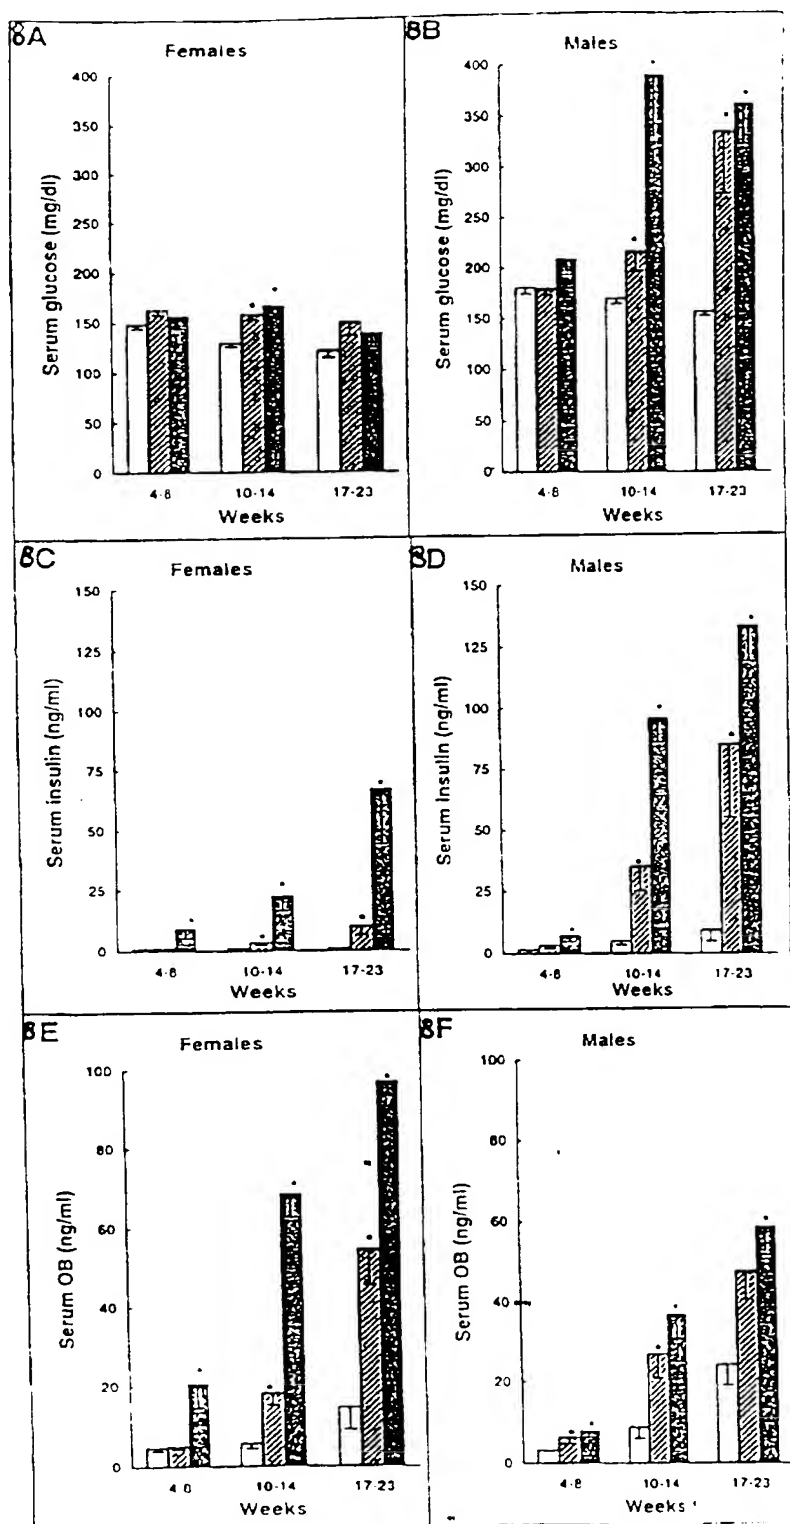 8A
Females
Serum glucose (mg/dl)
400
350
300
250
200
150
100
50
0
4-8
10-14
17-23
Weeks
8B
Males
Serum glucose (mg/dl)
400
350
300
250
200
150
100
50
0
4-8
10-14
17-23
Weeks
8C
Females
Serum insulin (ng/ml)
150
125
100
75
50
25
0
4-8
10-14
17-23
Weeks
8D
Males
Serum Insulin (ng/ml)
150
125
100
75
50
25
0
4-8
10-14
17-23
Weeks
8E
Females
Serum OB (ng/ml)
100
80
60
40
20
0
4-8
10-14
17-23
Weeks
8F
Males
Serum OB (ng/ml)
100
80
60
40
20
0
4-8
10-14
17-23
Weeks